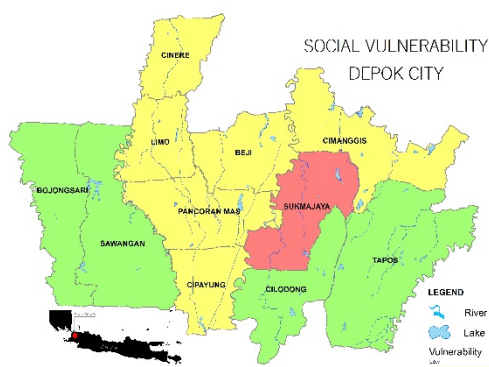 SOCIAL VULNERABILITY
DEPOK CITY
CINERE
LIMO
BEJI
CIMANGGIS
BOJONGSARI
PANCORAN MAS
SUKMAJAYA
SAWANGAN
TAPOS
CIPAYUNG
CILODONG
LEGEND
River
Lake
Vulnerability
Low